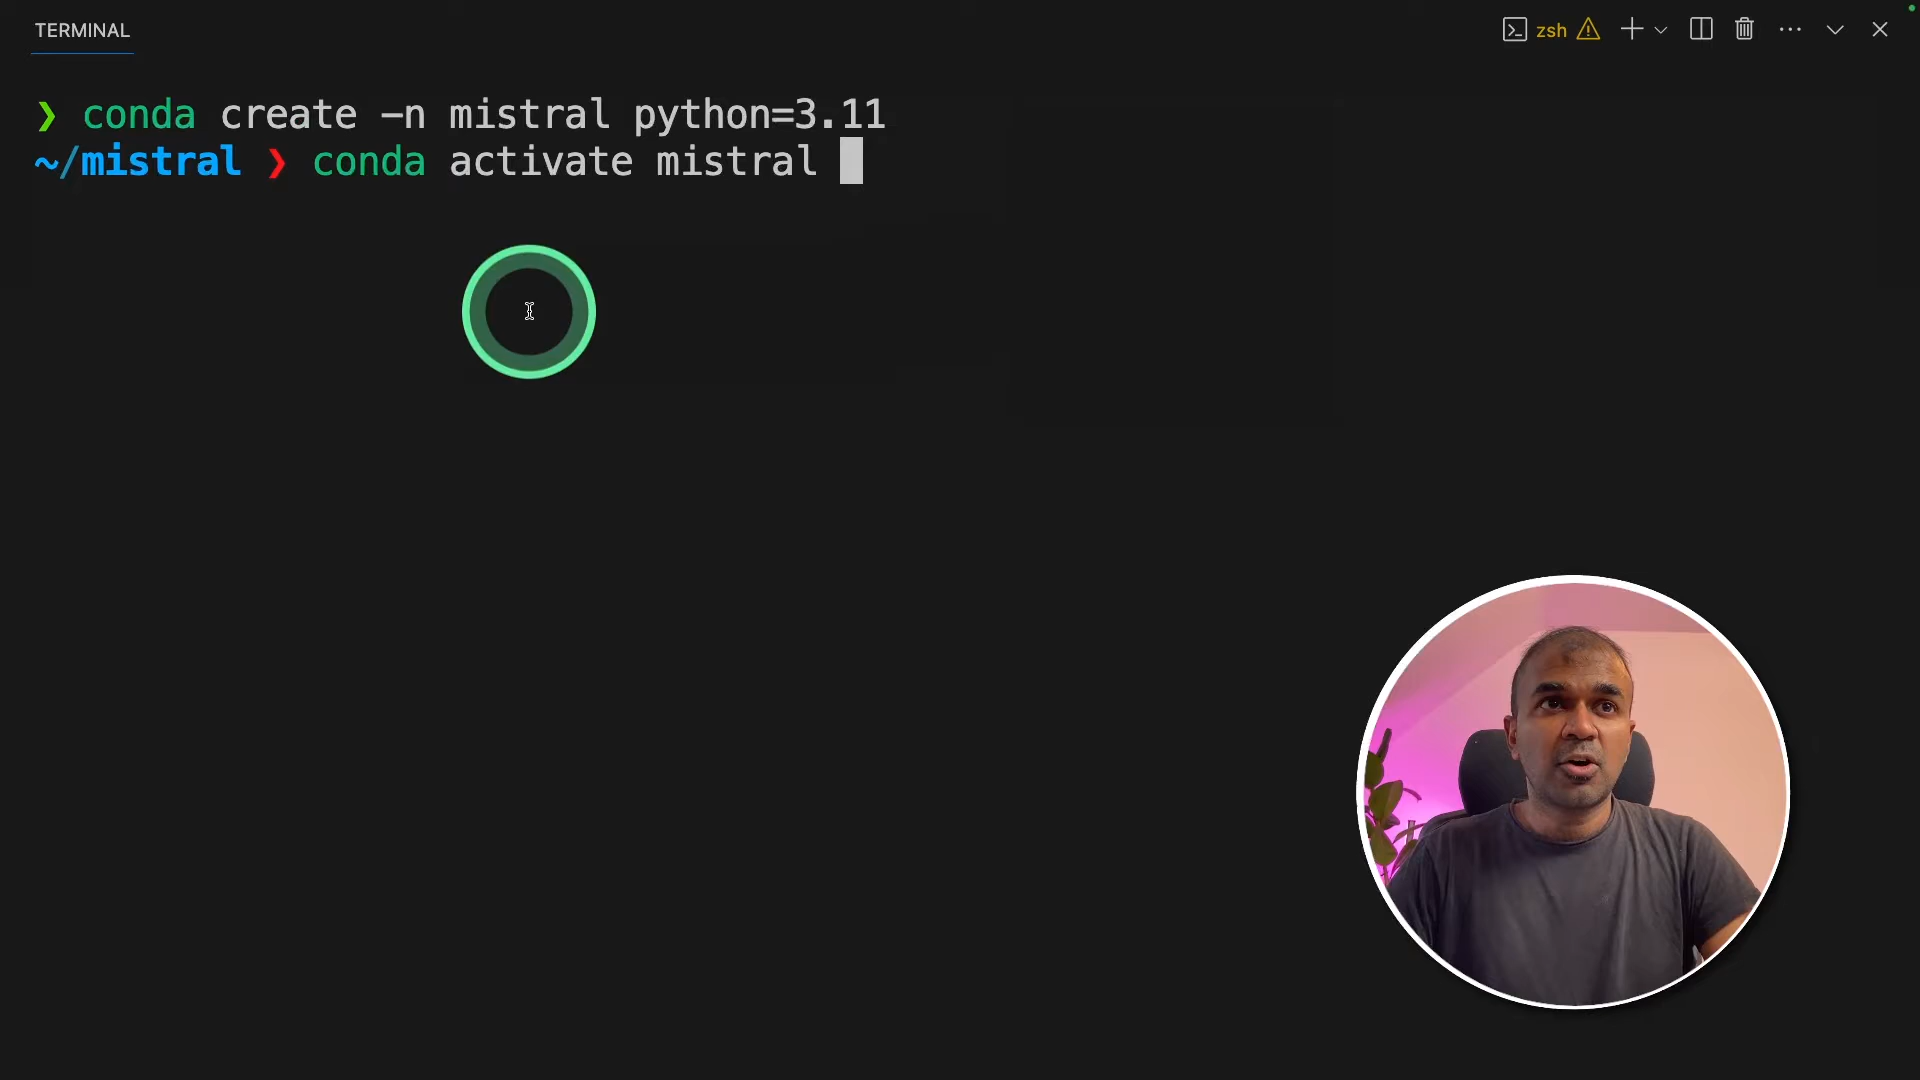 TERMINAL
zsh
❯ conda create -n mistral python=3.11
~/mistral ❯ conda activate mistral